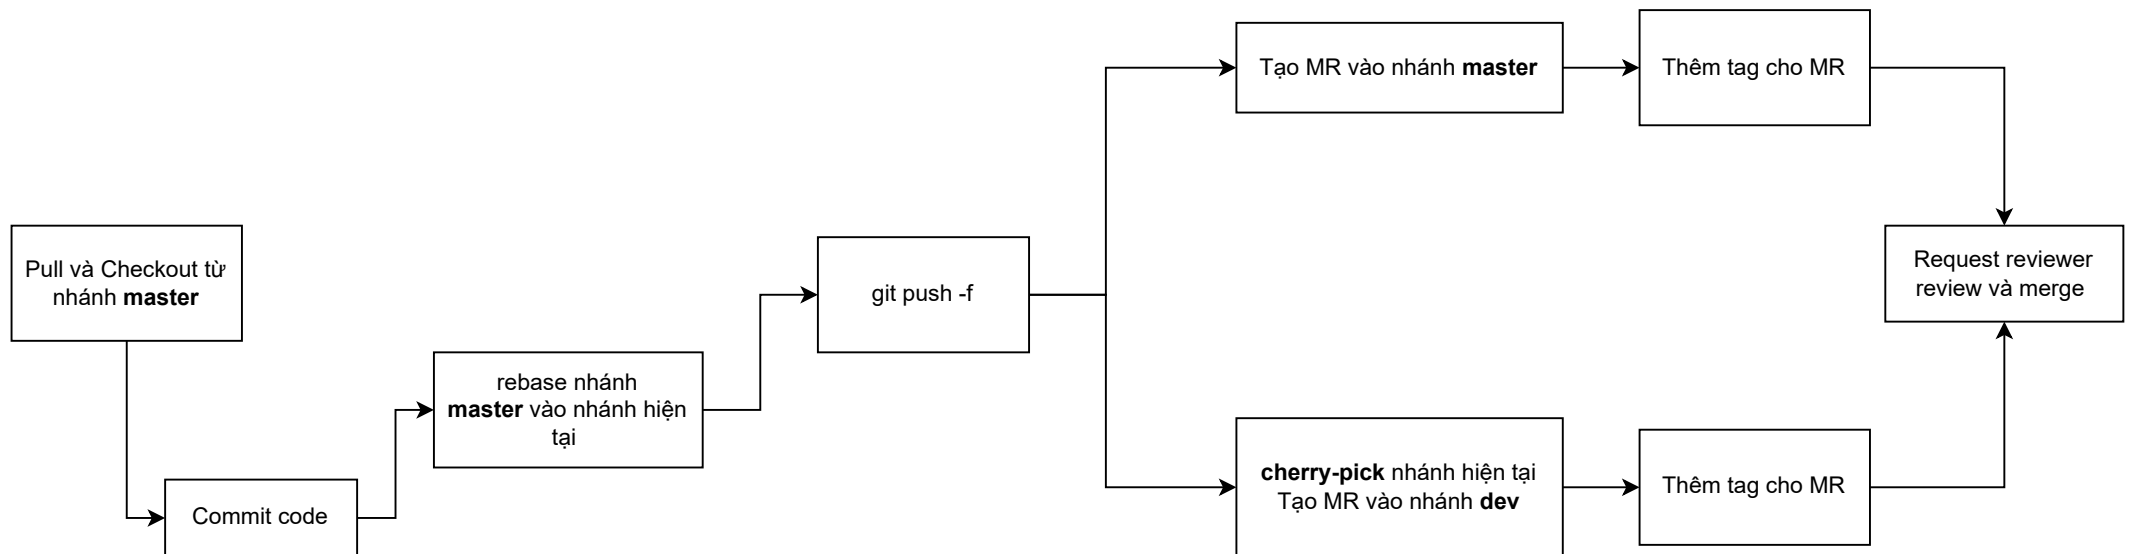 Pull và Checkout từ
nhánh master
Commit code
rebase nhánh
master vào nhánh hiện
tại
git push -f
Tạo MR vào nhánh master
Thêm tag cho MR
cherry-pick nhánh hiện tại
Tạo MR vào nhánh dev
Thêm tag cho MR
Request reviewer
review và merge